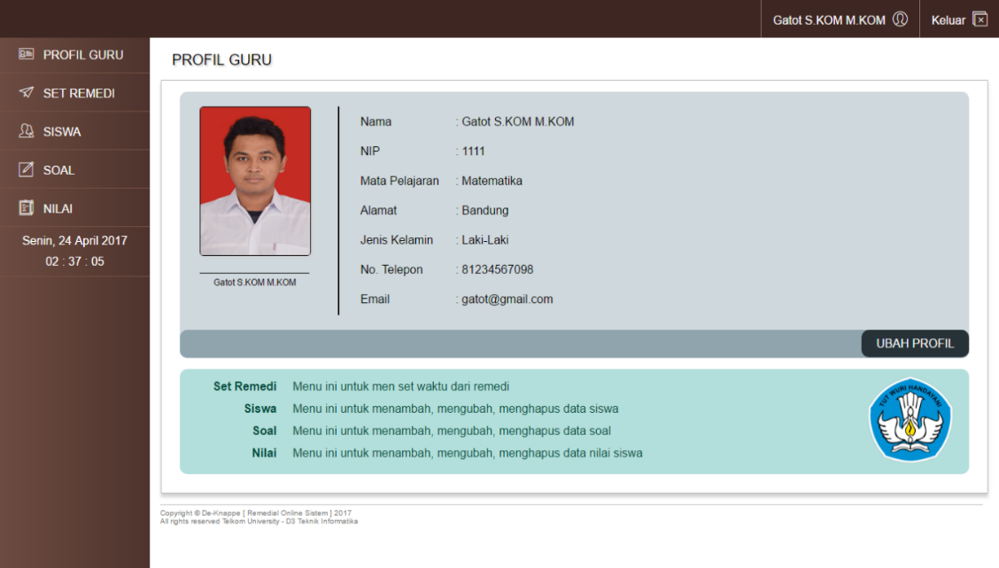 Gatot S.KOM M.KOM
Keluar
PROFIL GURU
SET REMEDI
SISWA
SOAL
NILAI
Senin, 24 April 2017
02 : 37 : 05
PROFIL GURU
Gatot S.KOM M.KOM
Nama : Gatot S.KOM M.KOM
NIP : 1111
Mata Pelajaran : Matematika
Alamat : Bandung
Jenis Kelamin : Laki-Laki
No. Telepon : 81234567098
Email : gatot@gmail.com
UBAH PROFIL
Set Remedi Menu ini untuk men set waktu dari remedi
Siswa Menu ini untuk menambah, mengubah, menghapus data siswa
Soal Menu ini untuk menambah, mengubah, menghapus data soal
Nilai Menu ini untuk menambah, mengubah, menghapus data nilai siswa
TUT WURI HANDAYANI
Copyright © De-Knappe [ Remedial Online Sistem ] 2017
All rights reserved Telkom University - D3 Teknik Informatika